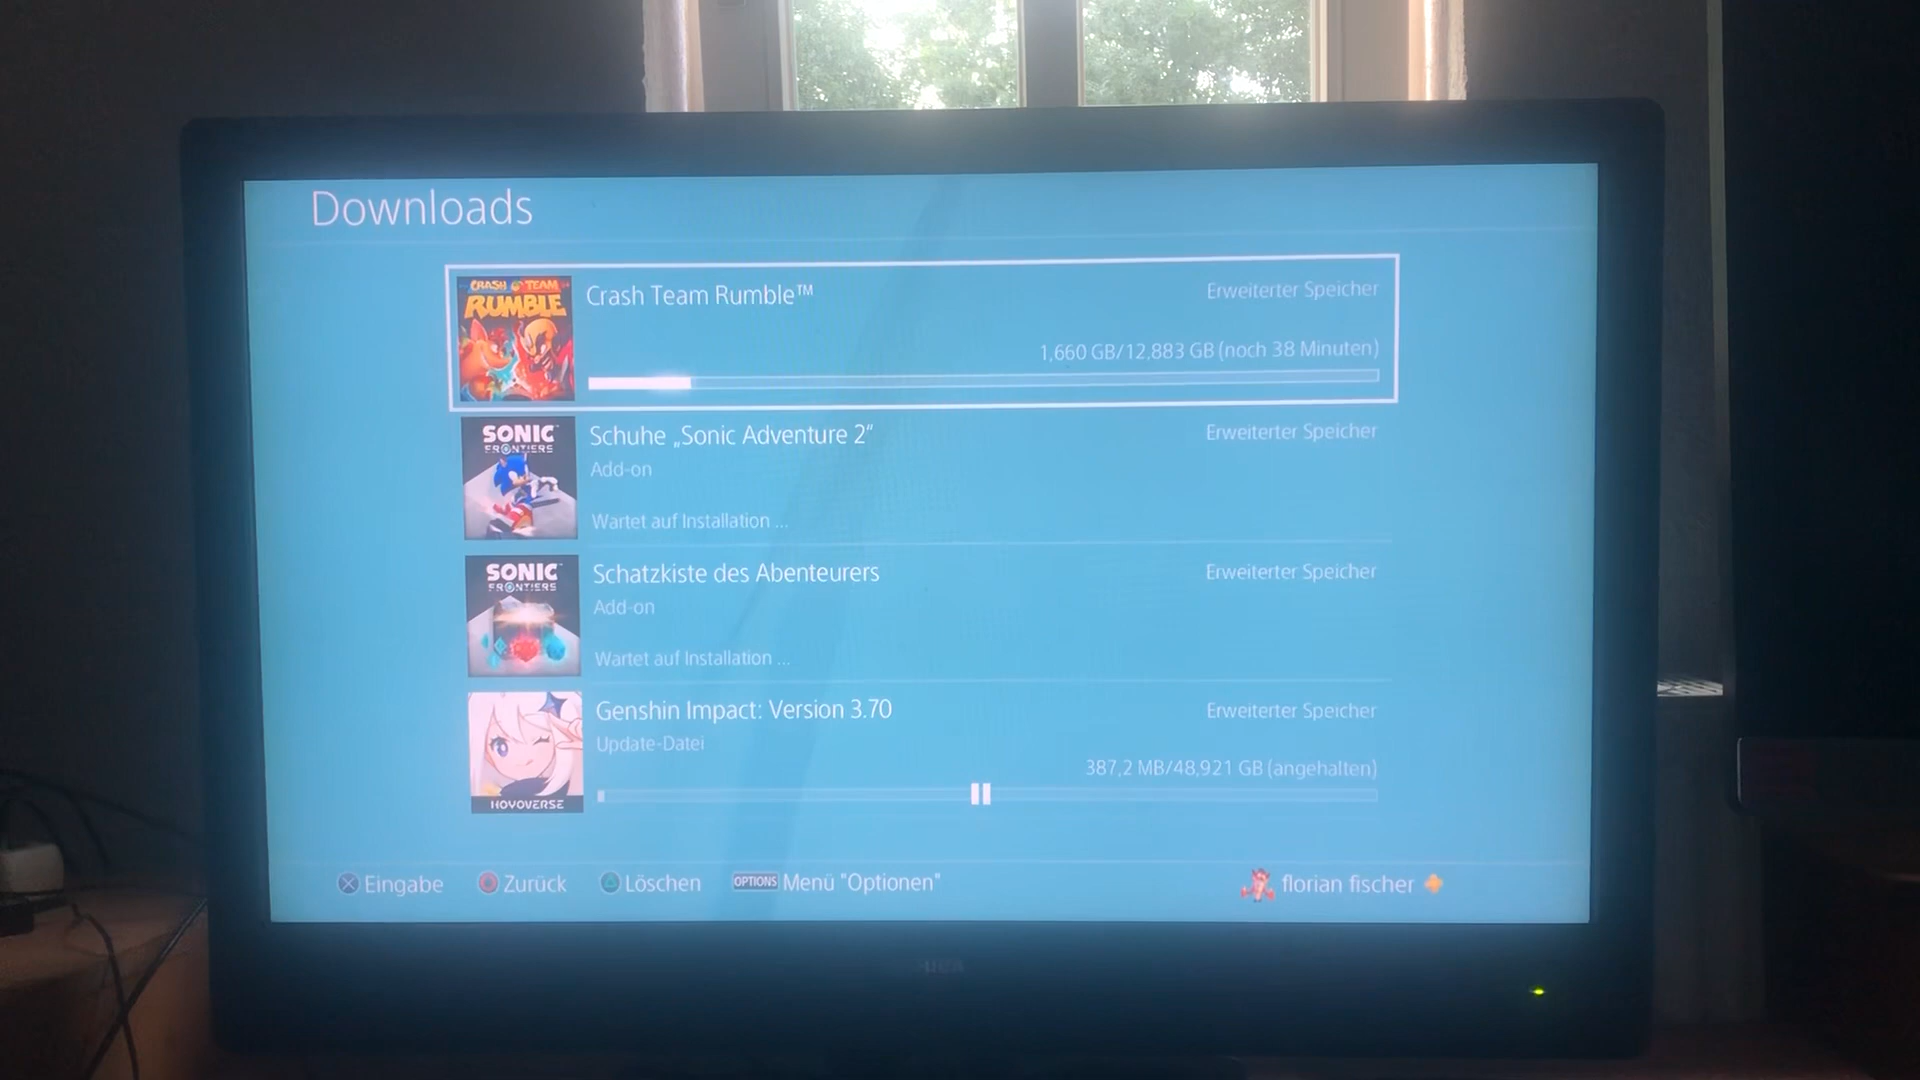 Downloads
CRASH TEAM
RUMBLE
Crash Team Rumble™
Erweiterter Speicher
1,660 GB/12,883 GB (noch 38 Minuten)
SONIC
FRONTIERS
Schuhe „Sonic Adventure 2“
Erweiterter Speicher
Add-on
Wartet auf Installation ...
SONIC
FRONTIERS
Schatzkiste des Abenteurers
Erweiterter Speicher
Add-on
Wartet auf Installation ...
Genshin Impact: Version 3.70
Erweiterter Speicher
Update-Datei
387,2 MB/48,921 GB (angehalten)
HOYOVERSE
Eingabe
Zurück
Löschen
OPTIONS Menü "Optionen"
florian fischer